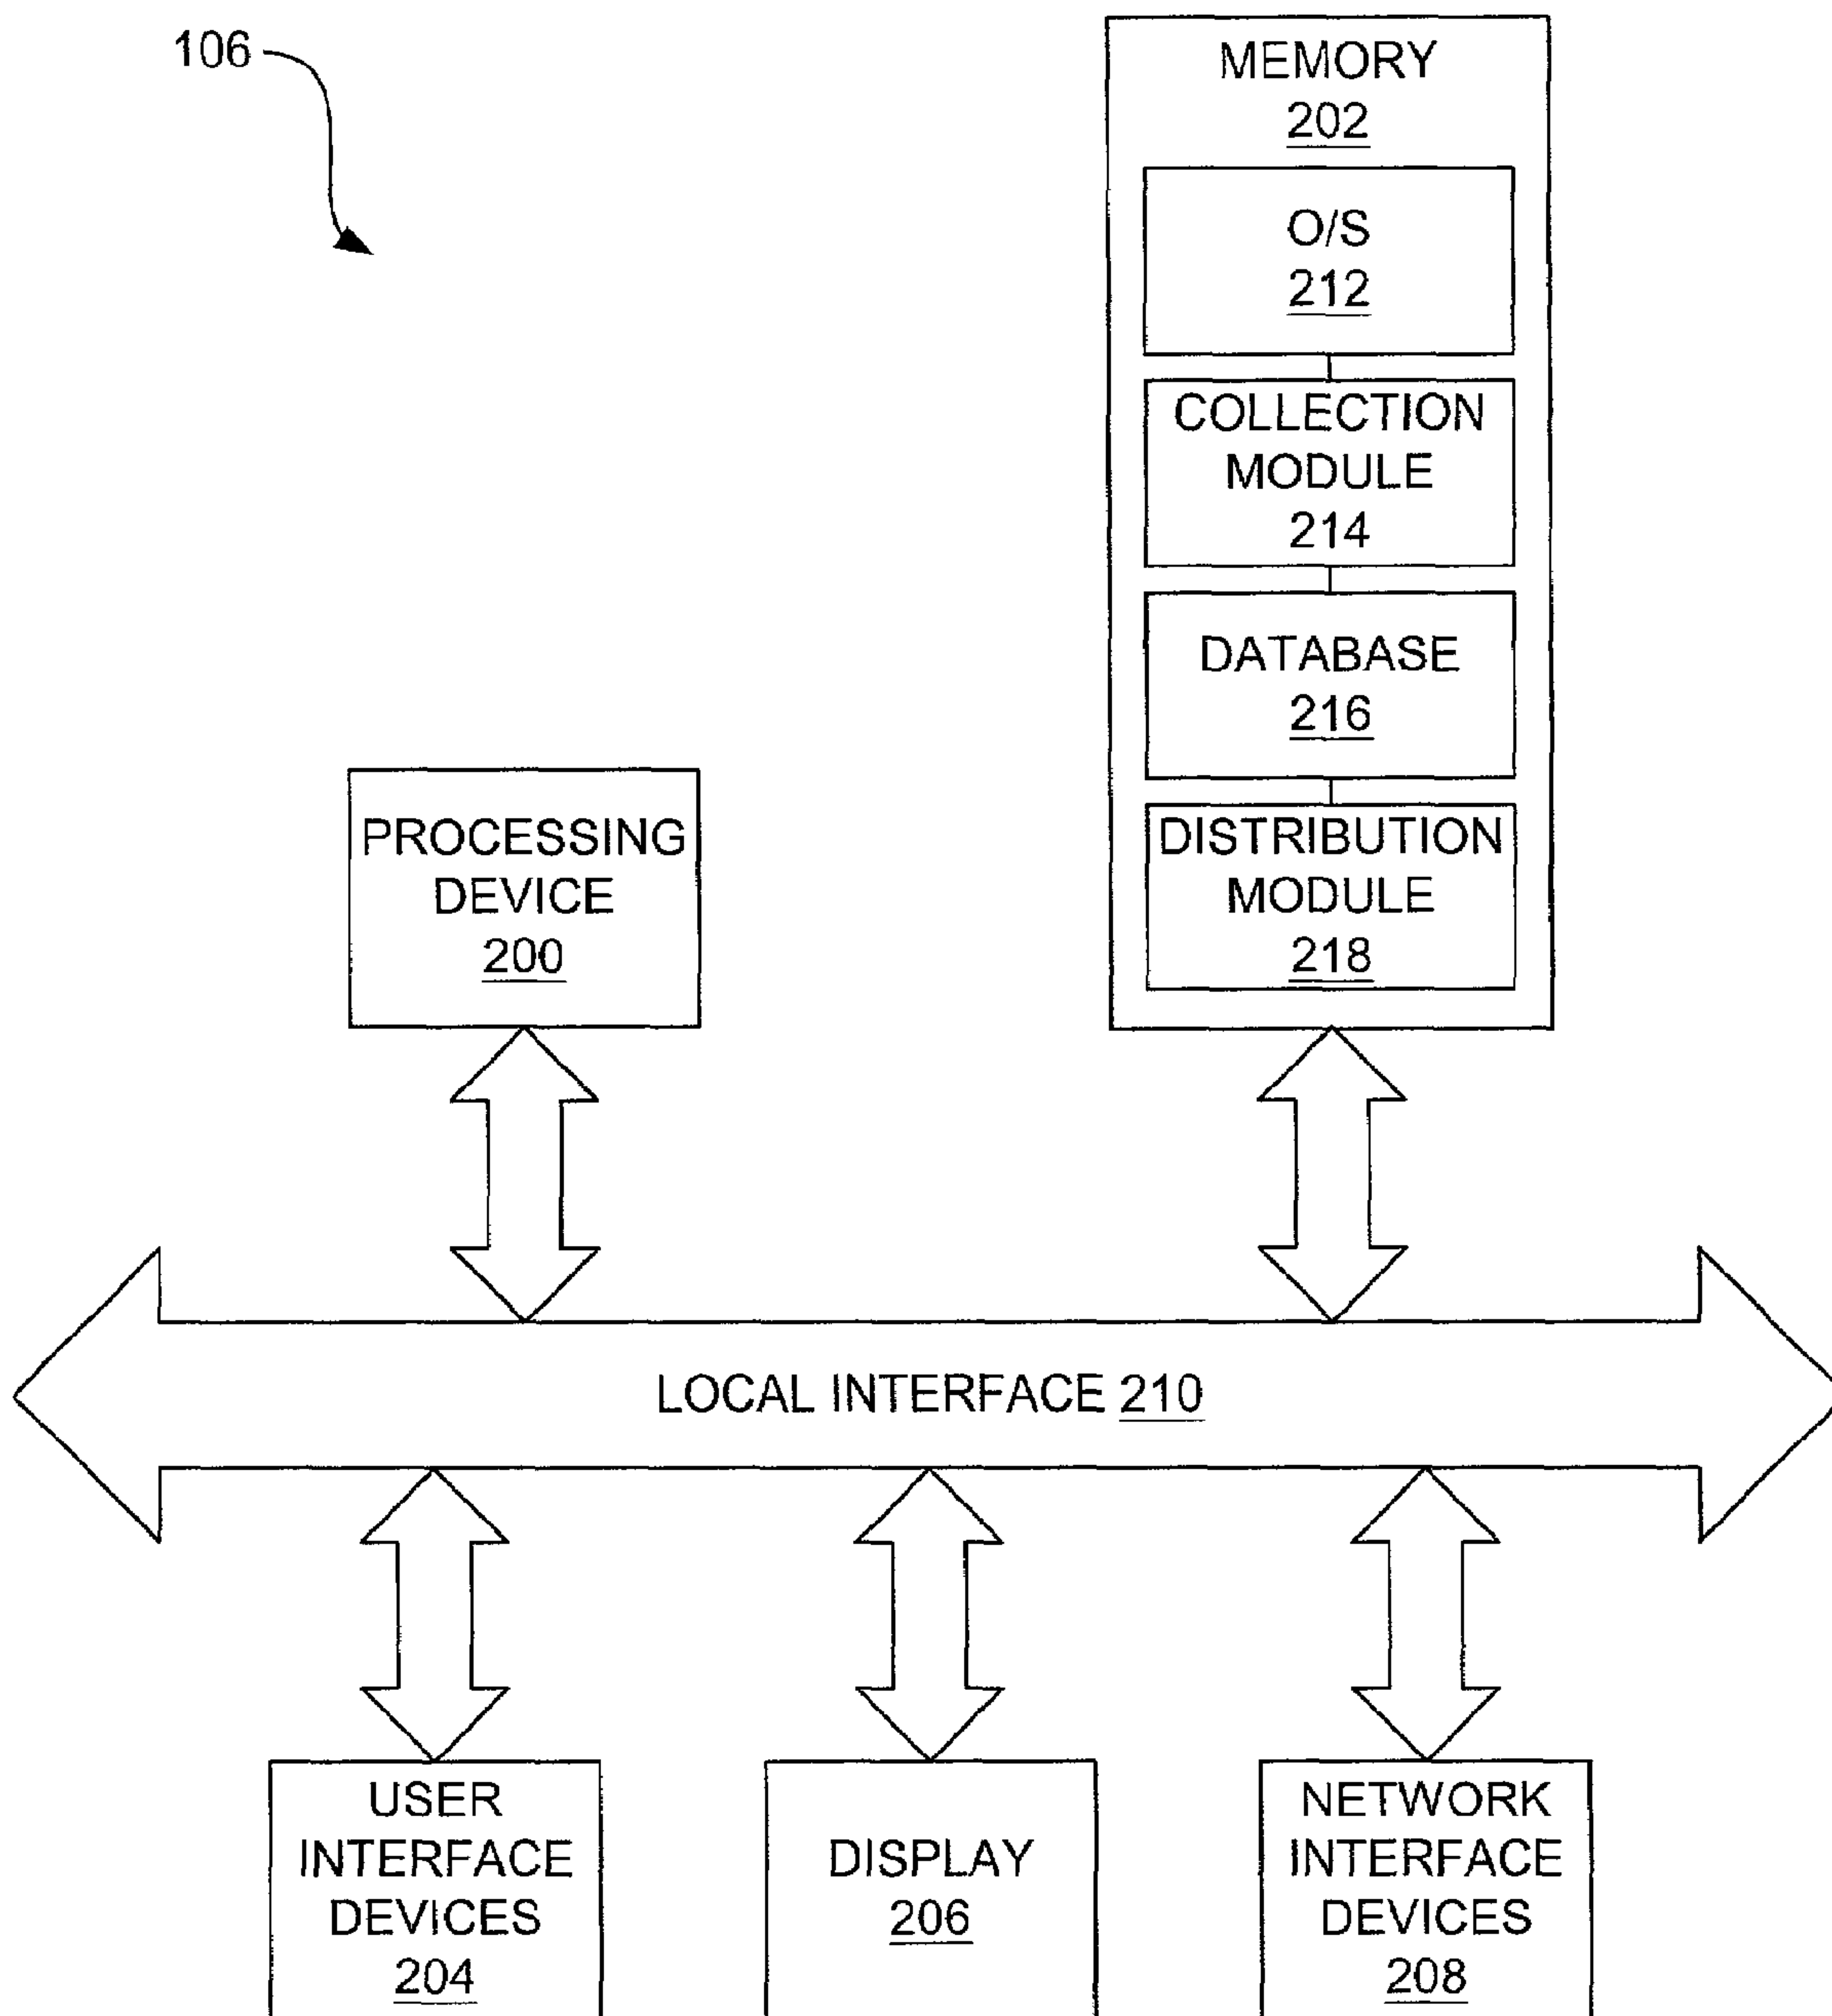 106
MEMORY
202
O/S
212
COLLECTION
MODULE
214
DATABASE
216
DISTRIBUTION
MODULE
218
PROCESSING
DEVICE
200
LOCAL INTERFACE 210
USER
INTERFACE
DEVICES
204
DISPLAY
206
NETWORK
INTERFACE
DEVICES
208